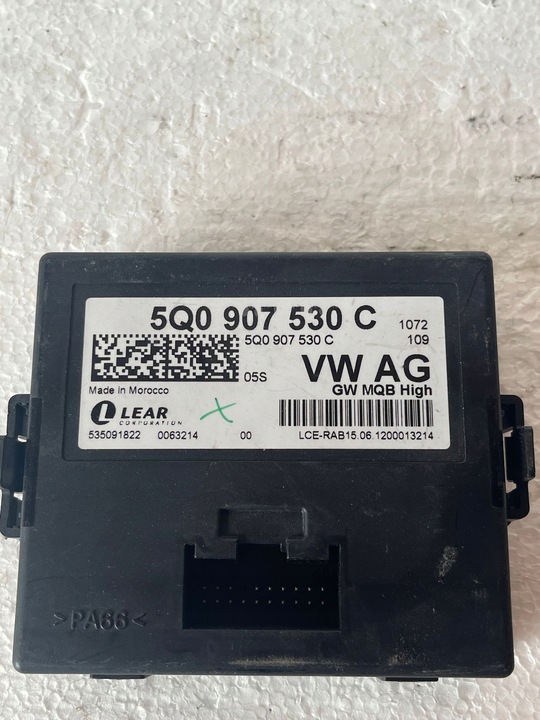 5Q0 907 530 C 1072
5Q0 907 530 C 109
05S VW AG
Made in Morocco GW MQB High
LEAR
CORPORATION
535091822 0063214 00 LCE-RAB15.06.1200013214
>PA66<